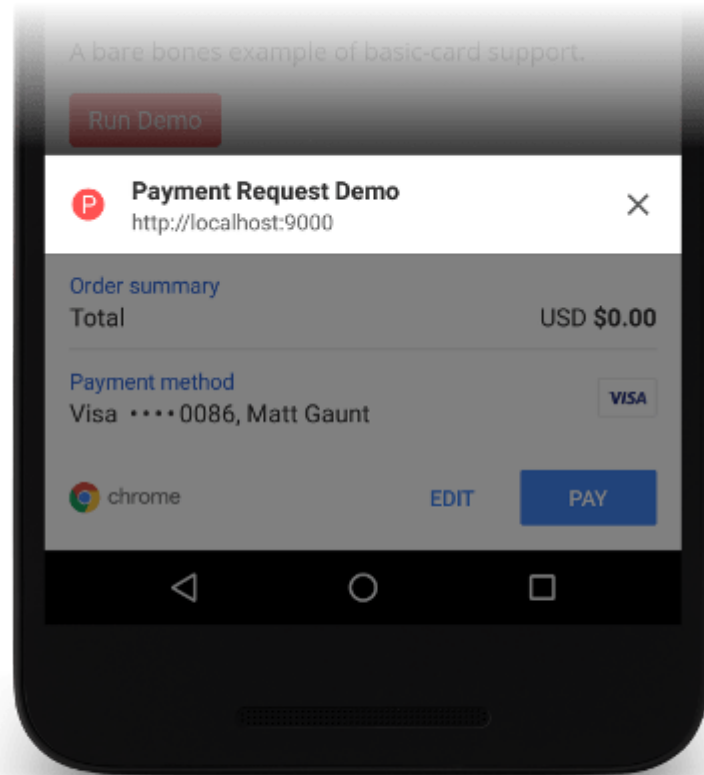 A bare bones example of basic-card support.
Run Demo
P
Payment Request Demo
http://localhost:9000
Order summary
Total USD $0.00
Payment method
Visa ････0086, Matt Gaunt VISA
chrome EDIT PAY